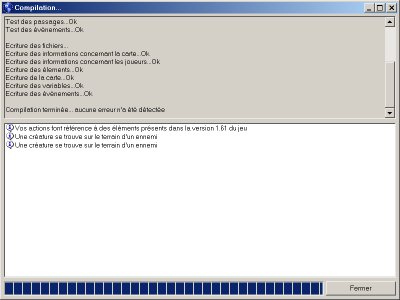 Compilation...
Test des passages...Ok
Test des événements...Ok
Ecriture des fichiers...
Ecriture des informations concernant la carte...Ok
Ecriture des informations concernant les joueurs...Ok
Ecriture des élements...Ok
Ecriture de la carte...Ok
Ecriture des variables...Ok
Ecriture des événements...Ok
Compilation terminée... aucune erreur n'a été détectée
Vos actions font référence à des éléments présents dans la version 1.61 du jeu
Une créature se trouve sur le terrain d'un ennemi
Une créature se trouve sur le terrain d'un ennemi
Fermer